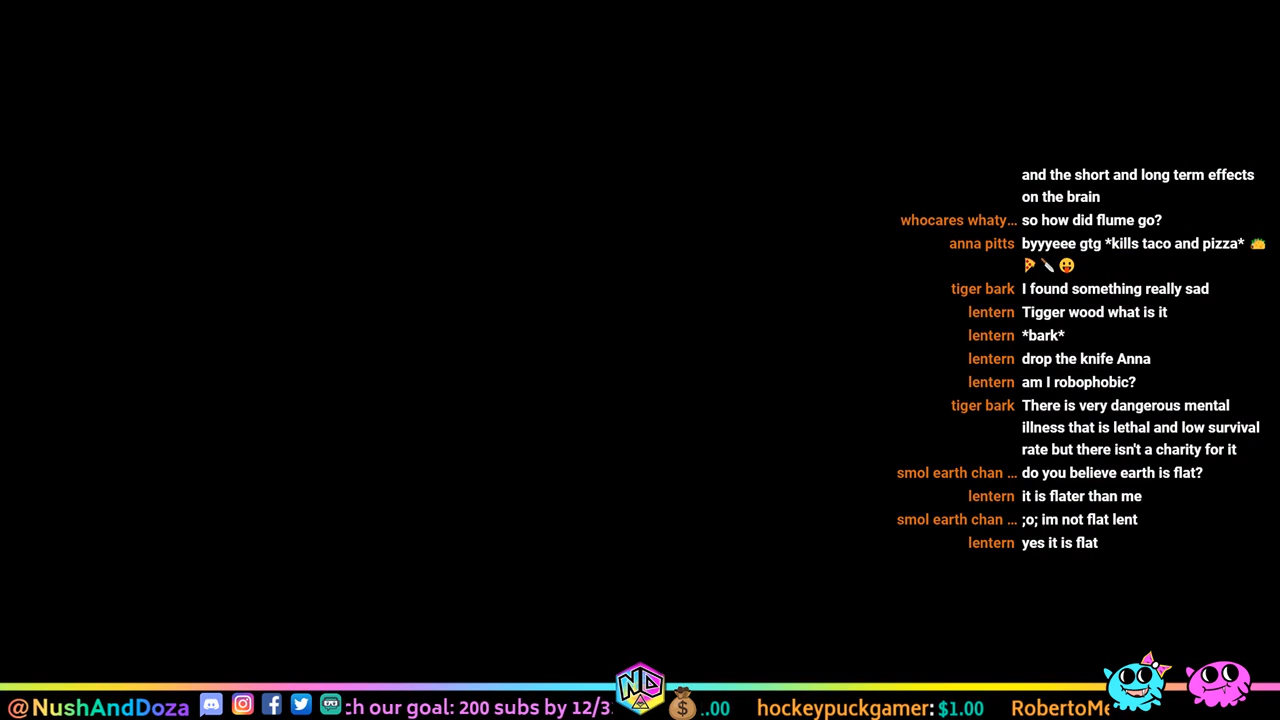 and the short and long term effects
on the brain
whocares whaty… so how did flume go?
anna pitts byyyeee gtg *kills taco and pizza* 🌮
🍕🔪😛
tiger bark I found something really sad
lentern Tigger wood what is it
lentern *bark*
lentern drop the knife Anna
lentern am I robophobic?
tiger bark There is very dangerous mental
illness that is lethal and low survival
rate but there isn't a charity for it
smol earth chan … do you believe earth is flat?
lentern it is flater than me
smol earth chan … ;o; im not flat lent
lentern yes it is flat
@NushAndoza :h our goal: 200 subs by 12/3 ND ..00 hockeypuckgamer: $1.00 RobertoMe